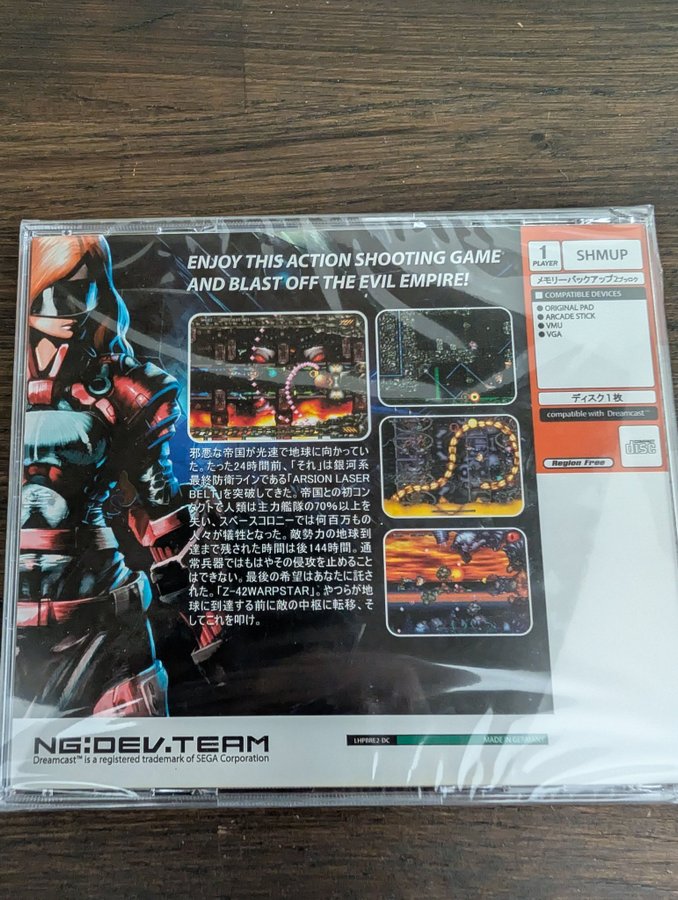 ENJOY THIS ACTION SHOOTING GAME
AND BLAST OFF THE EVIL EMPIRE!
邪悪な帝国が光速で地球に向かってい
た。たった24時間前、「それ」は銀河系
最終防衛ラインである「ARSION LASER
BELT」を突破してきた。帝国との初コン
タクトで人類は主力艦隊の70%以上を
失い、スペースコロニーでは何百万もの
人々が犠牲となった。敵勢力の地球到
達まで残された時間は後144時間。通
常兵器ではもはやその侵攻を止めること
はできない。最後の希望はあなたに託さ
れた。「Z-42WARPSTAR」。やつらが地
球に到達する前に敵の中枢に転移、そ
してこれを叩け。
1
PLAYER
SHMUP
メモリーバックアップ2ブロック
COMPATIBLE DEVICES
ORIGINAL PAD
ARCADE STICK
VMU
VGA
ディスク1枚
compatible with Dreamcast™
COMPACT
disc
Region Free
NG:DEV.TEAM
Dreamcast™ is a registered trademark of SEGA Corporation
LHPBRE2-DC
MADE IN GERMANY